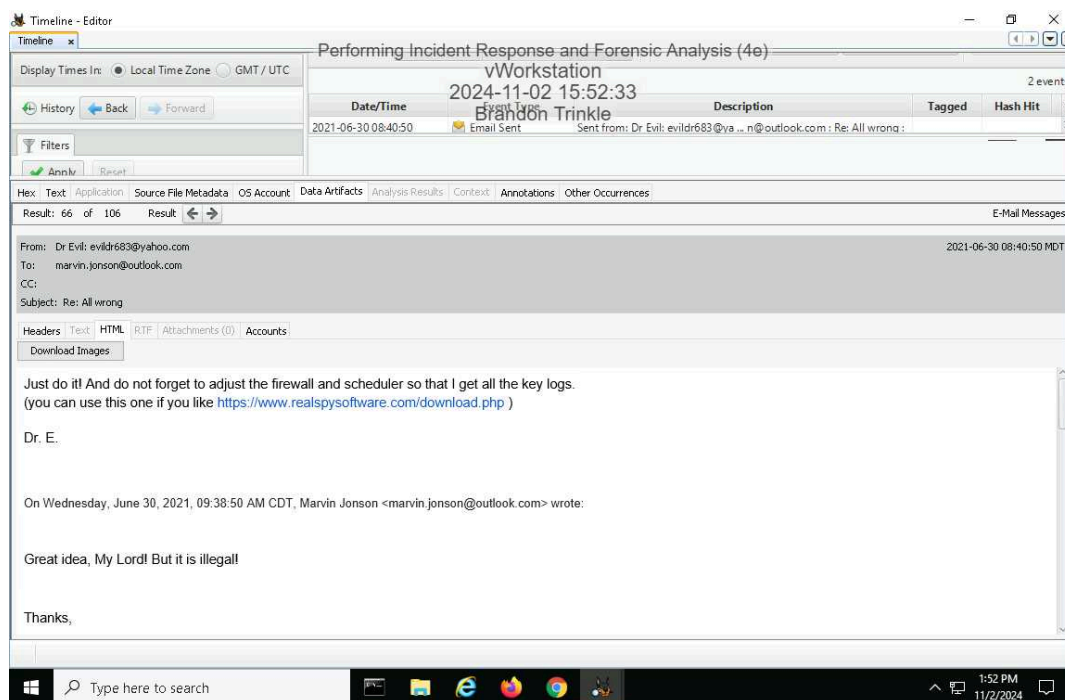 Timeline - Editor
Timeline x
Performing Incident Response and Forensic Analysis (4e)
vWorkstation
2024-11-02 15:52:33
Brandon Trinkle
Display Times In: Local Time Zone GMT / UTC
2 event
History Back Forward
Date/Time Event Type Description Tagged Hash Hit
2021-06-30 08:40:50 Email Sent Sent from: Dr Evil: evildr683@ya ... n@outlook.com : Re: All wrong :
Filters
Apply Reset
Hex Text Application Source File Metadata OS Account Data Artifacts Analysis Results Context Annotations Other Occurrences
Result: 66 of 106 Result E-Mail Messages
From: Dr Evil: evildr683@yahoo.com 2021-06-30 08:40:50 MDT
To: marvin.jonson@outlook.com
CC:
Subject: Re: All wrong
Headers Text HTML RTF Attachments (0) Accounts
Download Images
Just do it! And do not forget to adjust the firewall and scheduler so that I get all the key logs.
(you can use this one if you like https://www.realspysoftware.com/download.php )
Dr. E.
On Wednesday, June 30, 2021, 09:38:50 AM CDT, Marvin Jonson <marvin.jonson@outlook.com> wrote:
Great idea, My Lord! But it is illegal!
Thanks,
Type here to search
1:52 PM
11/2/2024